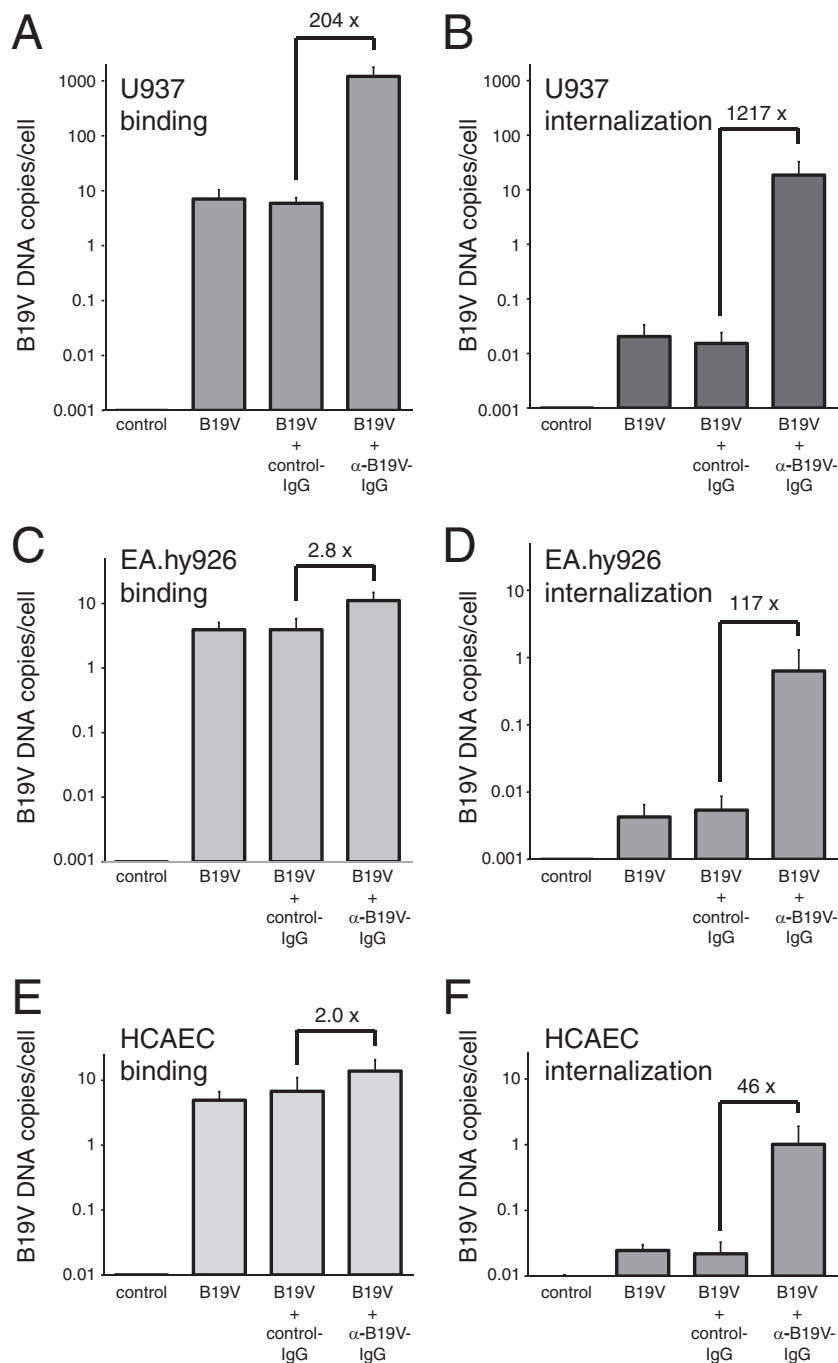 A
204 x
U937
binding
B19V DNA copies/cell
1000
100
10
1
0.1
0.01
0.001
control
B19V
B19V
+
control-
IgG
B19V
+
α-B19V-
IgG
B
1217 x
U937
internalization
B19V DNA copies/cell
1000
100
10
1
0.1
0.01
0.001
control
B19V
B19V
+
control-
IgG
B19V
+
α-B19V-
IgG
C
2.8 x
EA.hy926
binding
B19V DNA copies/cell
10
1
0.1
0.01
0.001
control
B19V
B19V
+
control-
IgG
B19V
+
α-B19V-
IgG
D
117 x
EA.hy926
internalization
B19V DNA copies/cell
10
1
0.1
0.01
0.001
control
B19V
B19V
+
control-
IgG
B19V
+
α-B19V-
IgG
E
2.0 x
HCAEC
binding
B19V DNA copies/cell
10
1
0.1
0.01
control
B19V
B19V
+
control-
IgG
B19V
+
α-B19V-
IgG
F
46 x
HCAEC
internalization
B19V DNA copies/cell
10
1
0.1
0.01
control
B19V
B19V
+
control-
IgG
B19V
+
α-B19V-
IgG